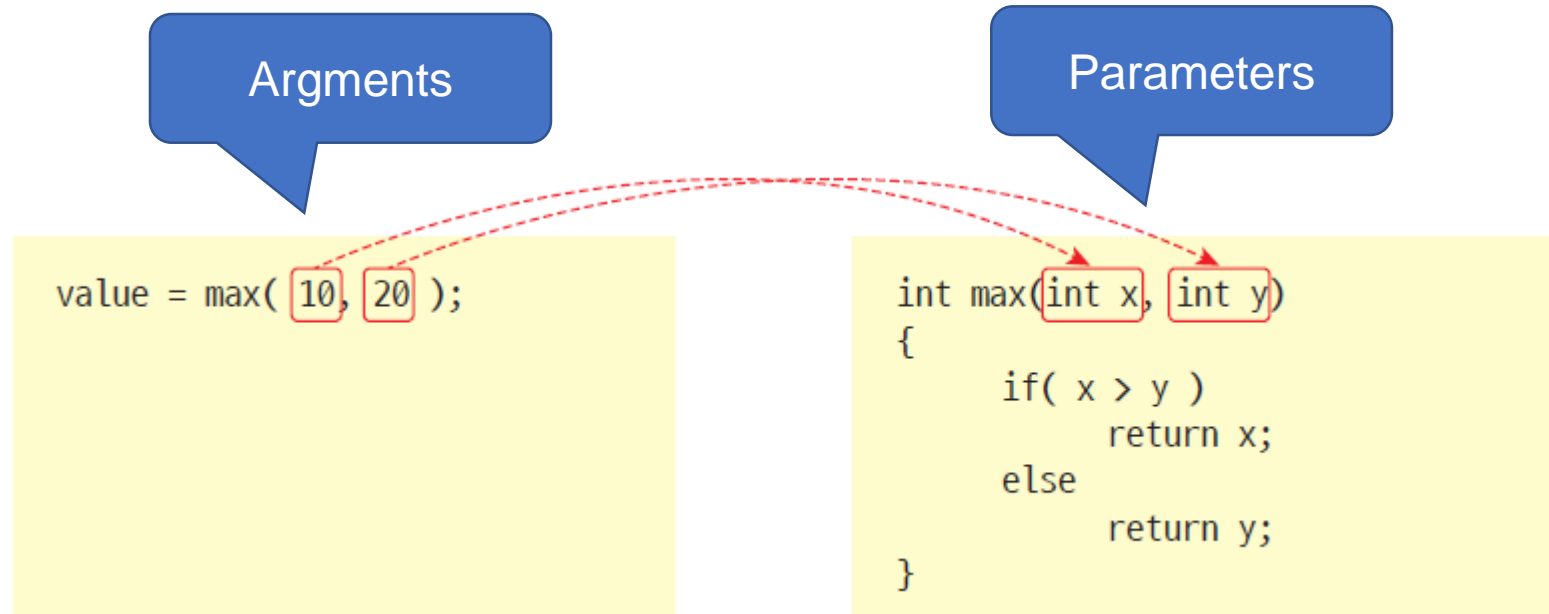 Argments
Parameters
value = max( 10, 20 );
int max(int x, int y)
{
if( x > y )
return x;
else
return y;
}